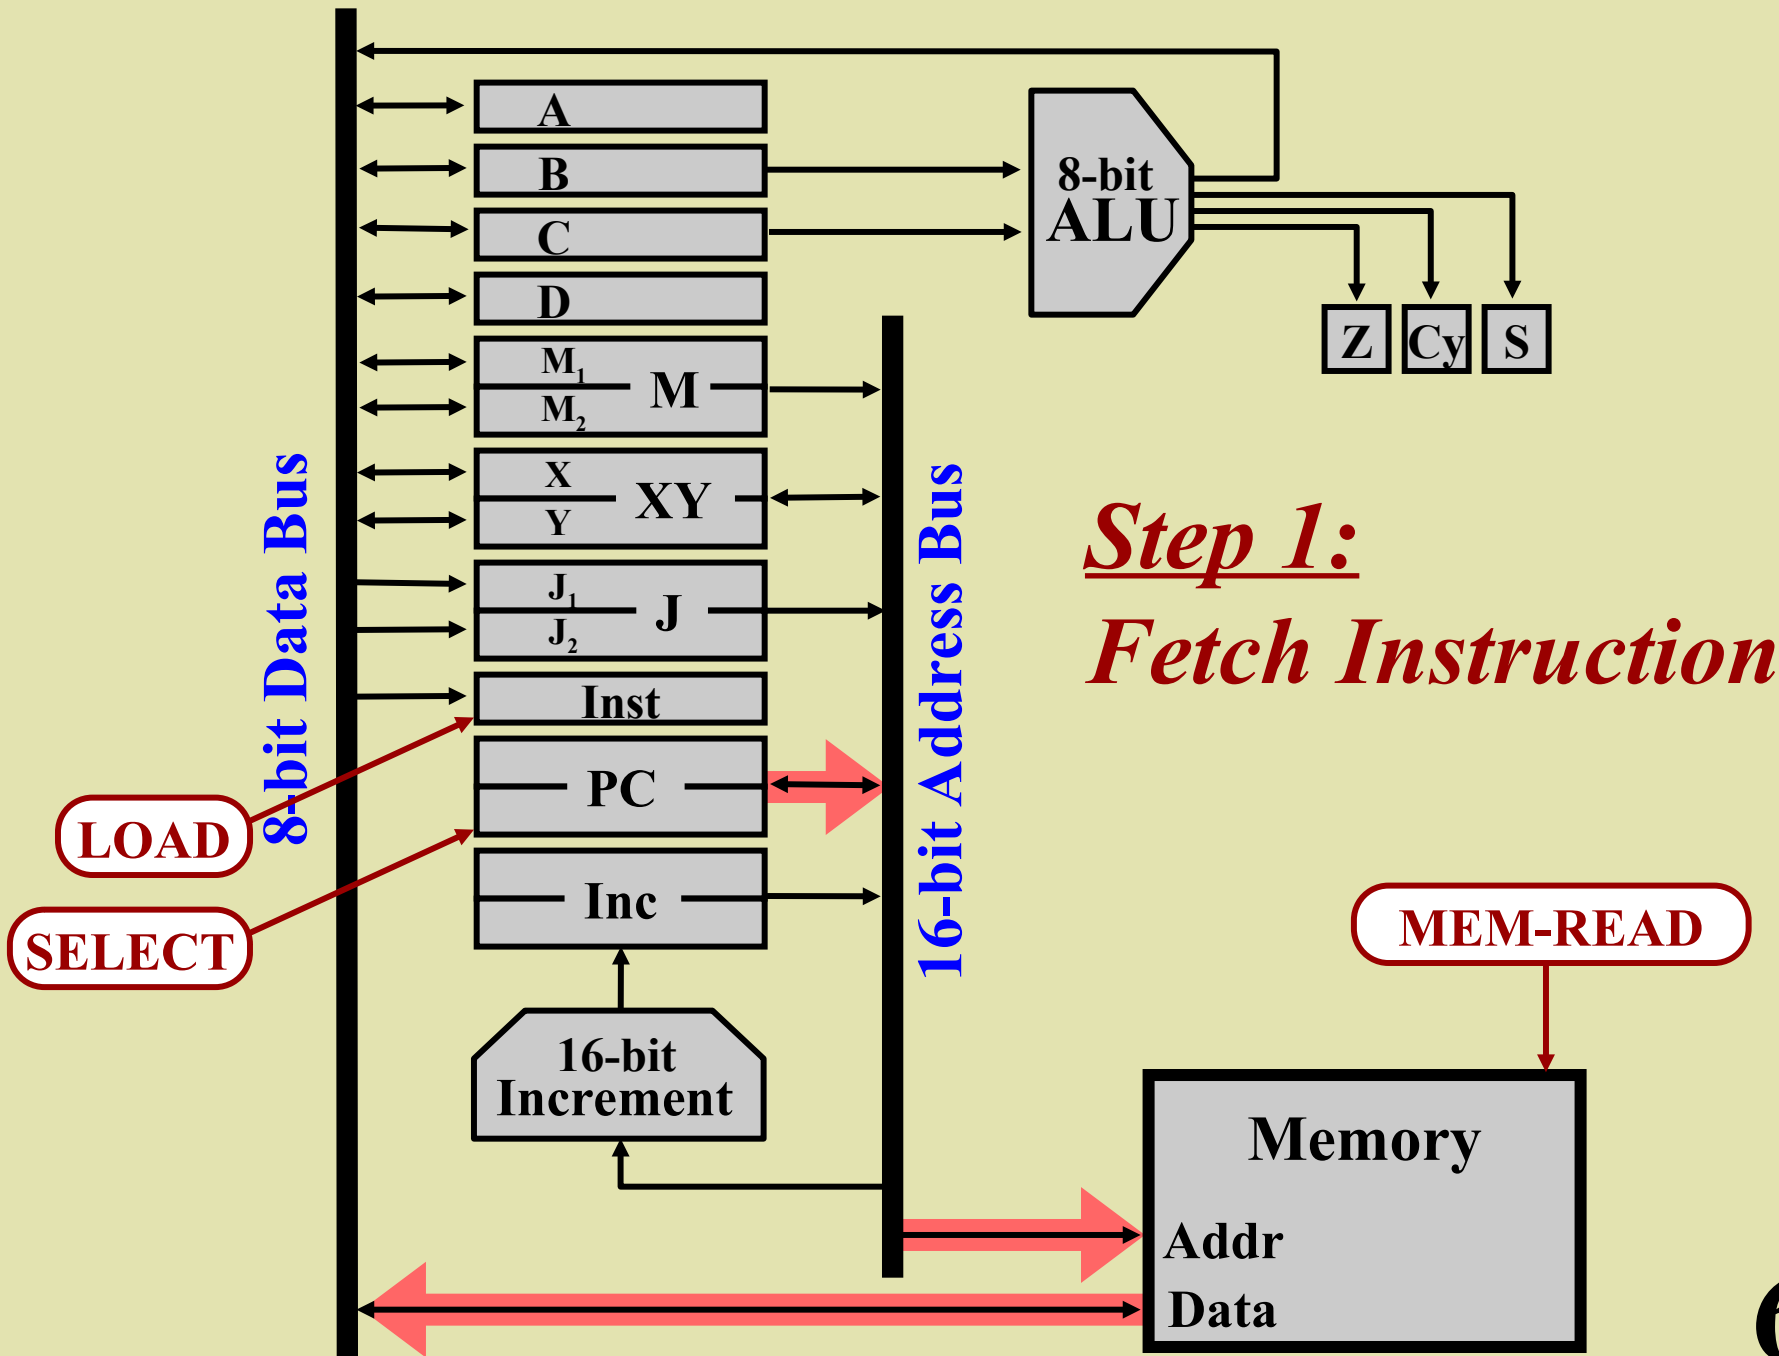 A
B
C
D
M₁
M
M₂
X
XY
Y
J₁
J
J₂
Inst
PC
Inc
16-bit
Increment
8-bit Data Bus
16-bit Address Bus
8-bit
ALU
Z
Cy
S
Step 1:
Fetch Instruction
LOAD
SELECT
MEM-READ
Memory
Addr
Data